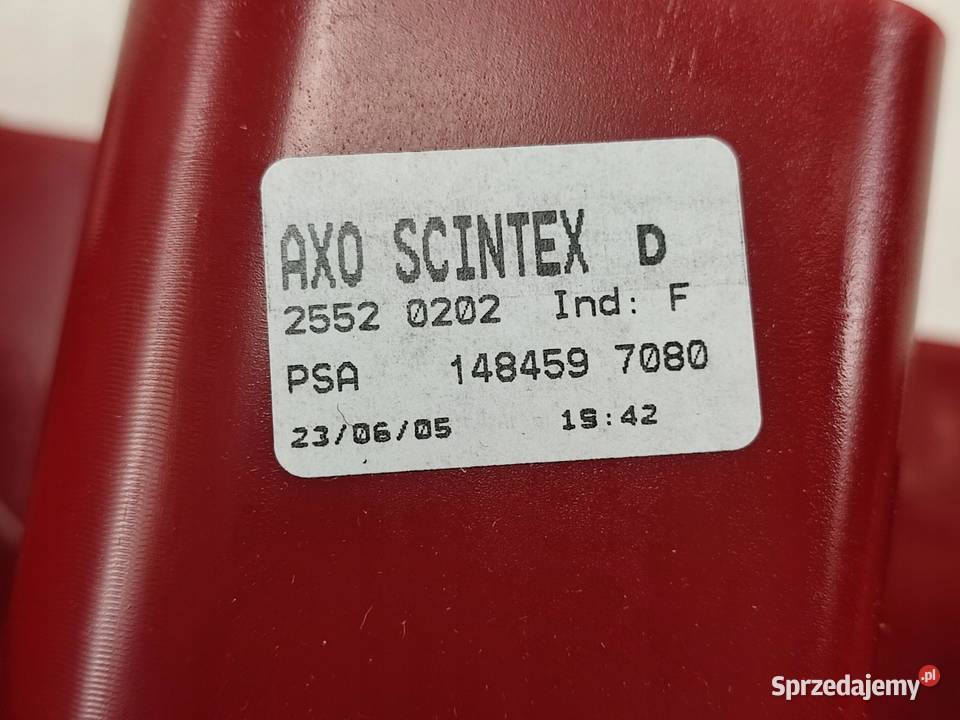 AXO SCINTEX D
2552 0202 Ind: F
PSA 148459 7080
23/06/05 19:42
Sprzedajemy.pl